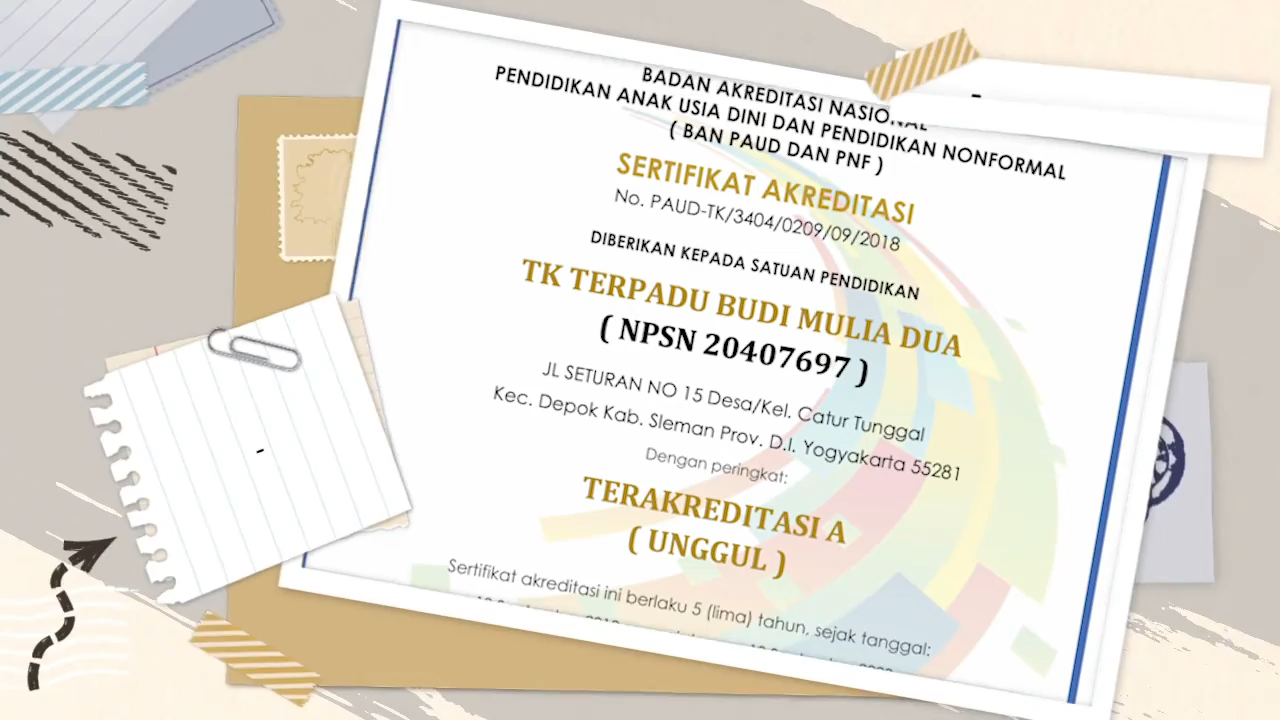 BADAN AKREDITASI NASIONAL
PENDIDIKAN ANAK USIA DINI DAN PENDIDIKAN NONFORMAL
( BAN PAUD DAN PNF )
SERTIFIKAT AKREDITASI
No. PAUD-TK/3404/0209/09/2018
DIBERIKAN KEPADA SATUAN PENDIDIKAN
TK TERPADU BUDI MULIA DUA
( NPSN 20407697 )
JL SETURAN NO 15 Desa/Kel. Catur Tunggal
Kec. Depok Kab. Sleman Prov. D.I. Yogyakarta 55281
Dengan peringkat:
TERAKREDITASI A
( UNGGUL )
Sertifikat akreditasi ini berlaku 5 (lima) tahun, sejak tanggal:
-
-